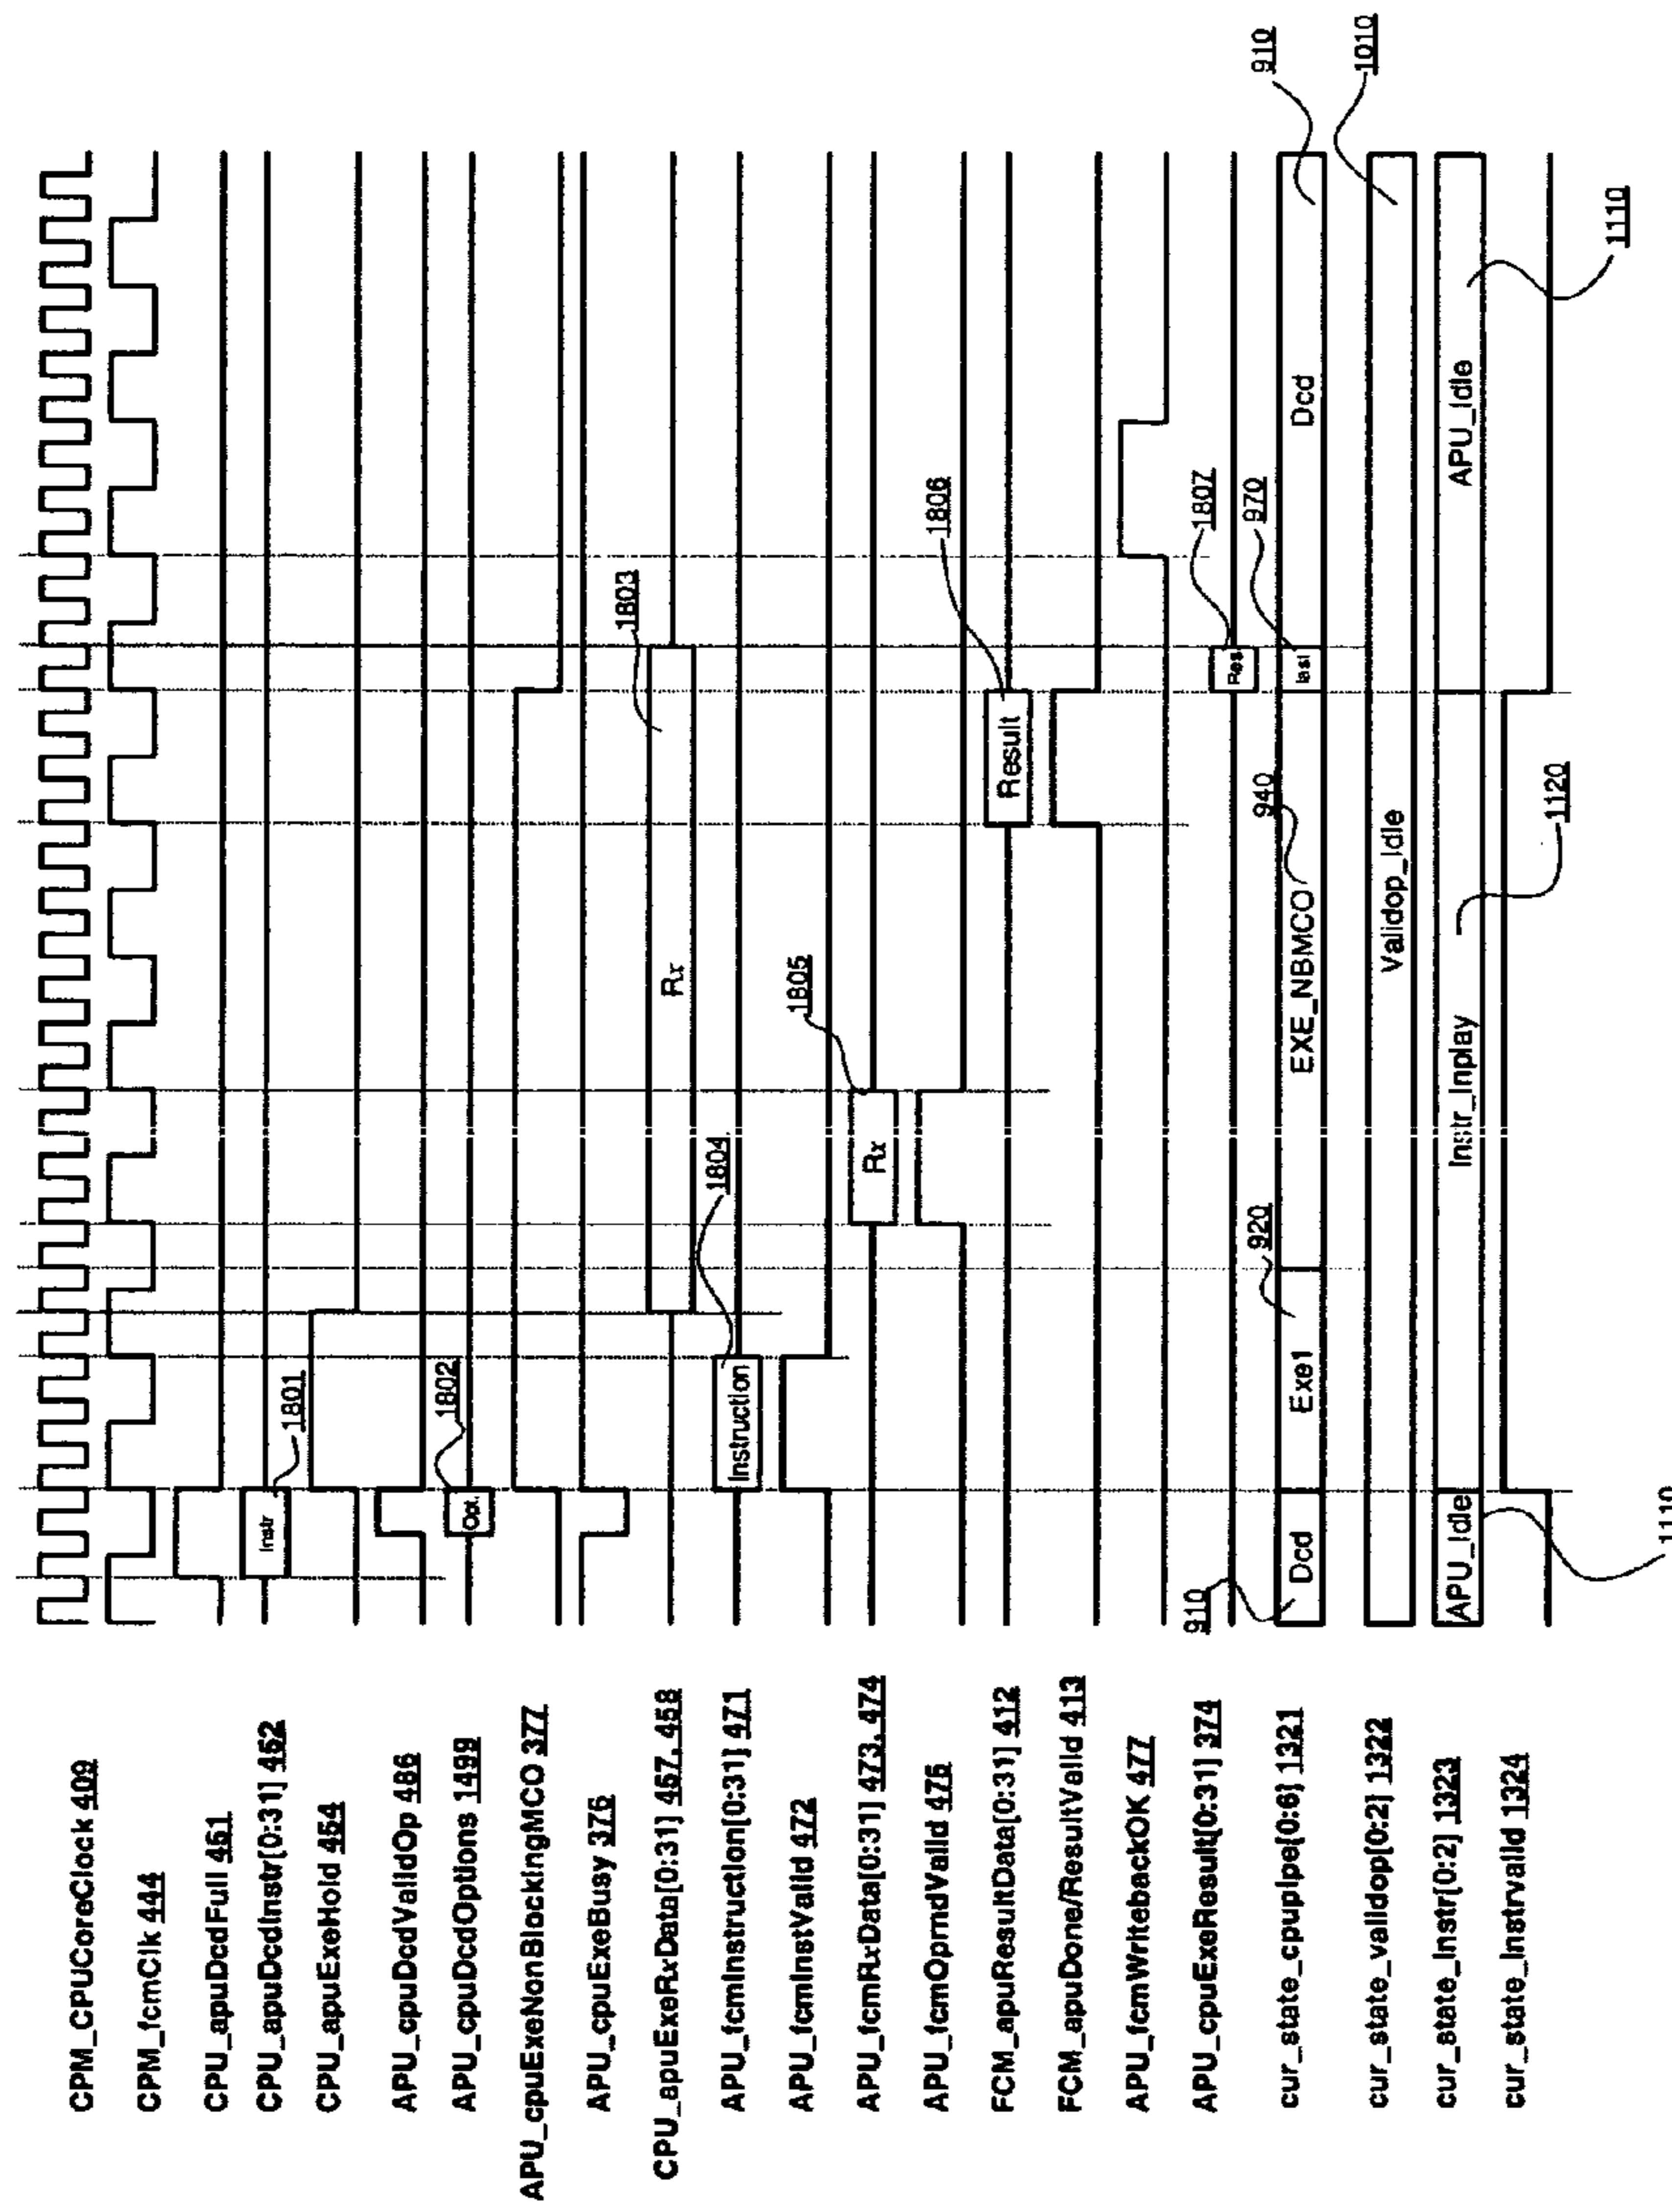 CPM_CPUCoreClock 409
CPM_fcmClk 444
CPU_apuDcdFull 461
CPU_apuDcdInstr[0:31] 462
1801
Instr
CPU_apuExeHold 464
APU_cpuDcdValidOp 486
APU_cpuDcdOptions 1499
1802
Opt.
APU_cpuExeNonBlockingMCO 377
APU_cpuExeBusy 376
CPU_apuExeRxData[0:31] 457, 458
Rx
1803
APU_fcmInstruction[0:31] 471
Instruction
1804
APU_fcmInstValid 472
APU_fcmRxData[0:31] 473, 474
Rx
1805
APU_fcmOprndValid 475
FCM_apuResultData[0:31] 412
Result
1806
FCM_apuDone/ResultValid 413
APU_fcmWritebackOK 477
APU_cpuExeResult[0:31] 374
Res
1807
cur_state_cpupipe[0:6] 1321
910
Dcd
Exe1
920
EXE_NBMCO
940
last
970
Dcd
910
cur_state_validop[0:2] 1322
Validop_Idle
1010
cur_state_Instr[0:2] 1323
APU_Idle
1110
Instr_Inplay
1120
APU_Idle
1110
cur_state_Instrvalid 1324